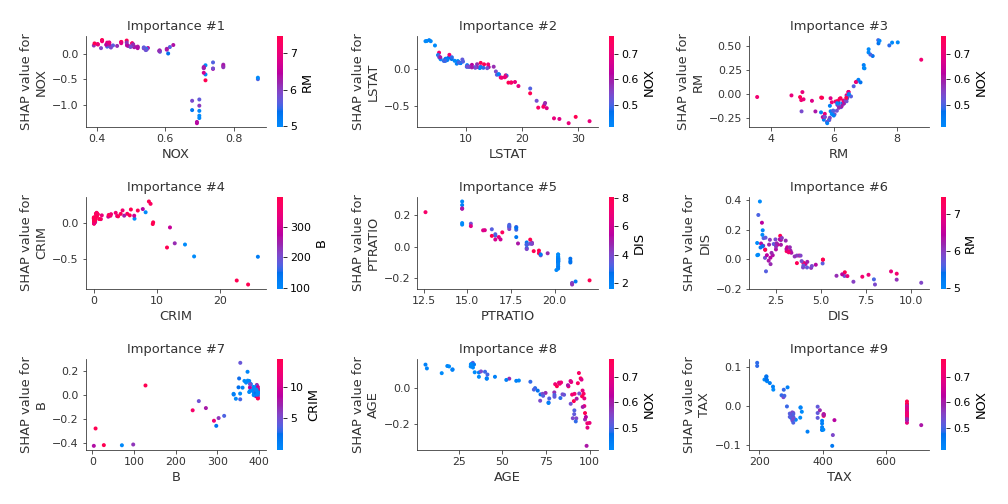 Importance #1
SHAP value for
NOX
0.0
−0.5
−1.0
0.4
0.6
0.8
NOX
7
6
5
RM
Importance #2
SHAP value for
LSTAT
0.0
−0.5
10
20
30
LSTAT
0.7
0.6
0.5
NOX
Importance #3
SHAP value for
RM
0.50
0.25
0.00
−0.25
4
6
8
RM
0.7
0.6
0.5
NOX
Importance #4
SHAP value for
CRIM
0.0
−0.5
0
10
20
CRIM
300
200
100
B
Importance #5
SHAP value for
PTRATIO
0.2
0.0
−0.2
12.5
15.0
17.5
20.0
PTRATIO
8
6
4
2
DIS
Importance #6
SHAP value for
DIS
0.4
0.2
0.0
−0.2
2.5
5.0
7.5
10.0
DIS
7
6
5
RM
Importance #7
SHAP value for
B
0.2
0.0
−0.2
−0.4
0
100
200
300
400
B
10
5
CRIM
Importance #8
SHAP value for
AGE
0.0
−0.2
25
50
75
100
AGE
0.7
0.6
0.5
NOX
Importance #9
SHAP value for
TAX
0.1
0.0
−0.1
200
400
600
TAX
0.7
0.6
0.5
NOX